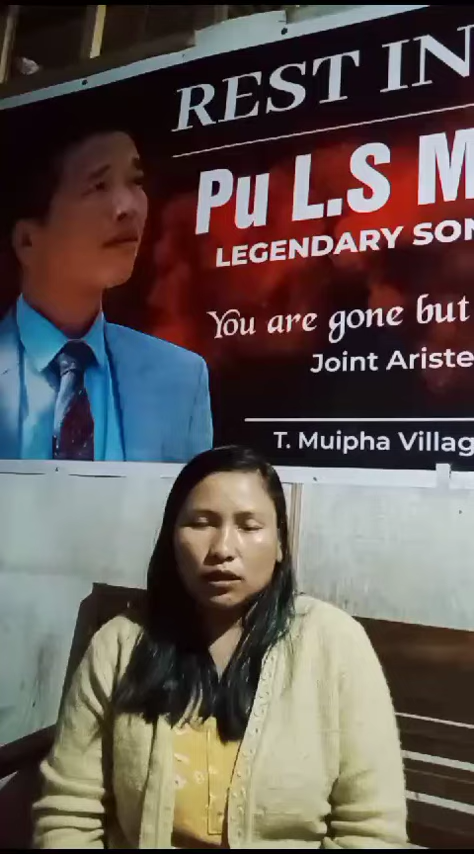 REST IN
Pu L.S M
LEGENDARY SON
You are gone but
Joint Ariste
T. Muipha Villag